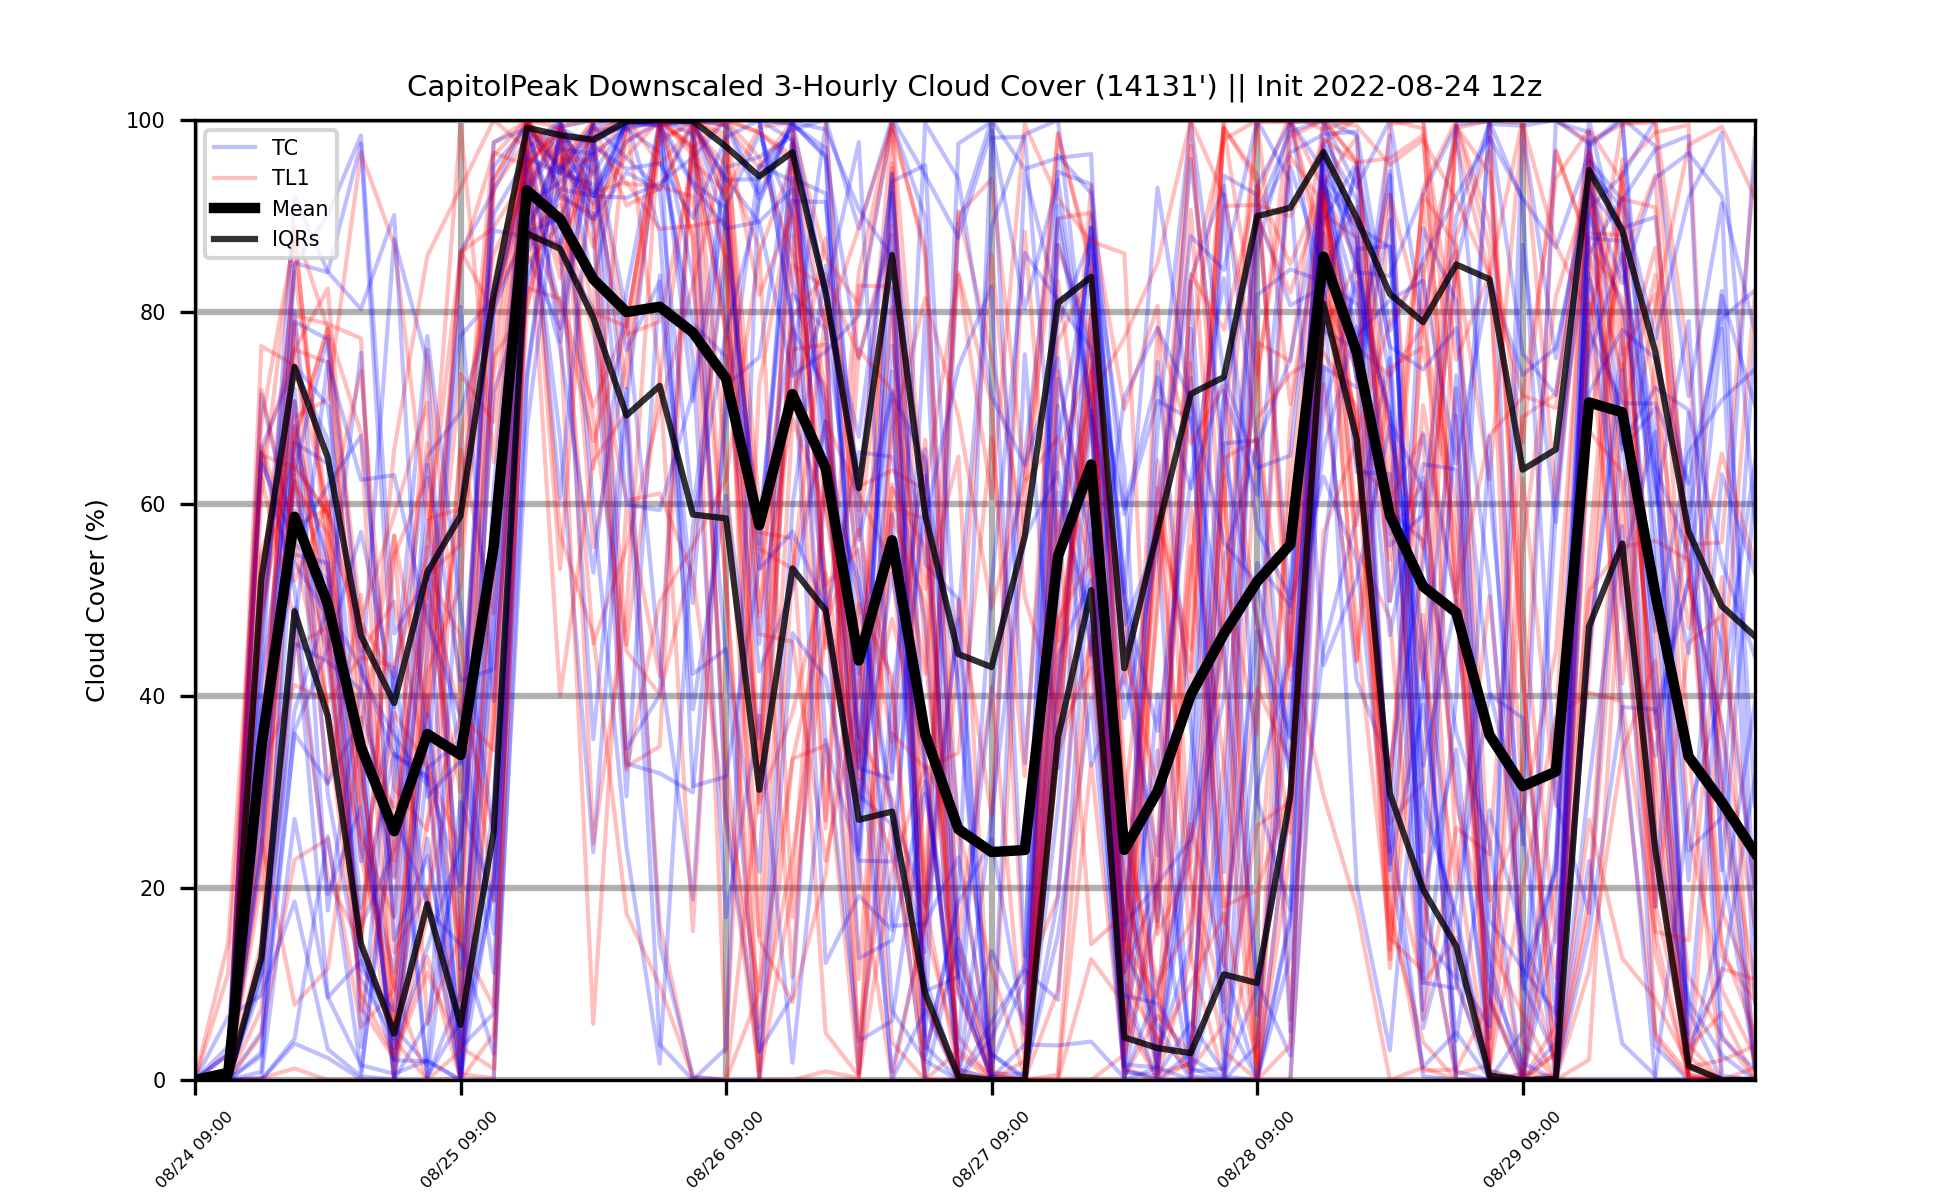 CapitolPeak Downscaled 3-Hourly Cloud Cover (14131') || Init 2022-08-24 12z
TC
TL1
Mean
IQRs
Cloud Cover (%)
100
80
60
40
20
0
08/24 09:00
08/25 09:00
08/26 09:00
08/27 09:00
08/28 09:00
08/29 09:00